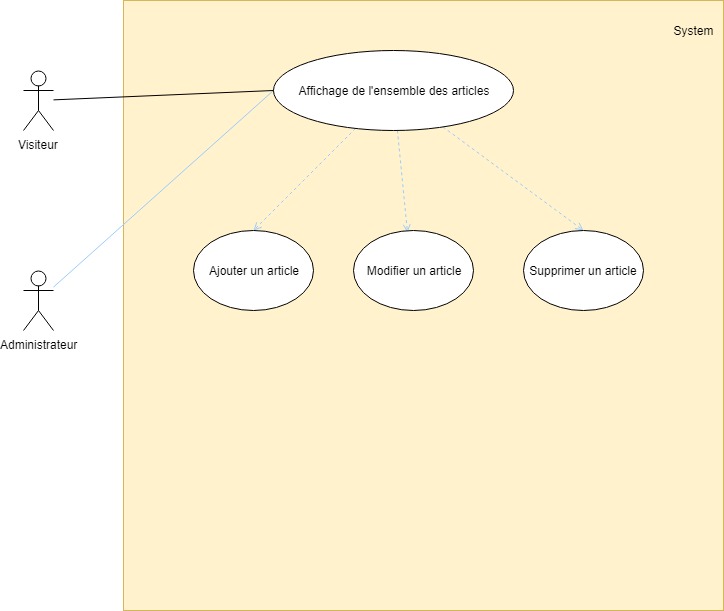 System
Affichage de l'ensemble des articles
Visiteur
Ajouter un article
Modifier un article
Supprimer un article
Administrateur